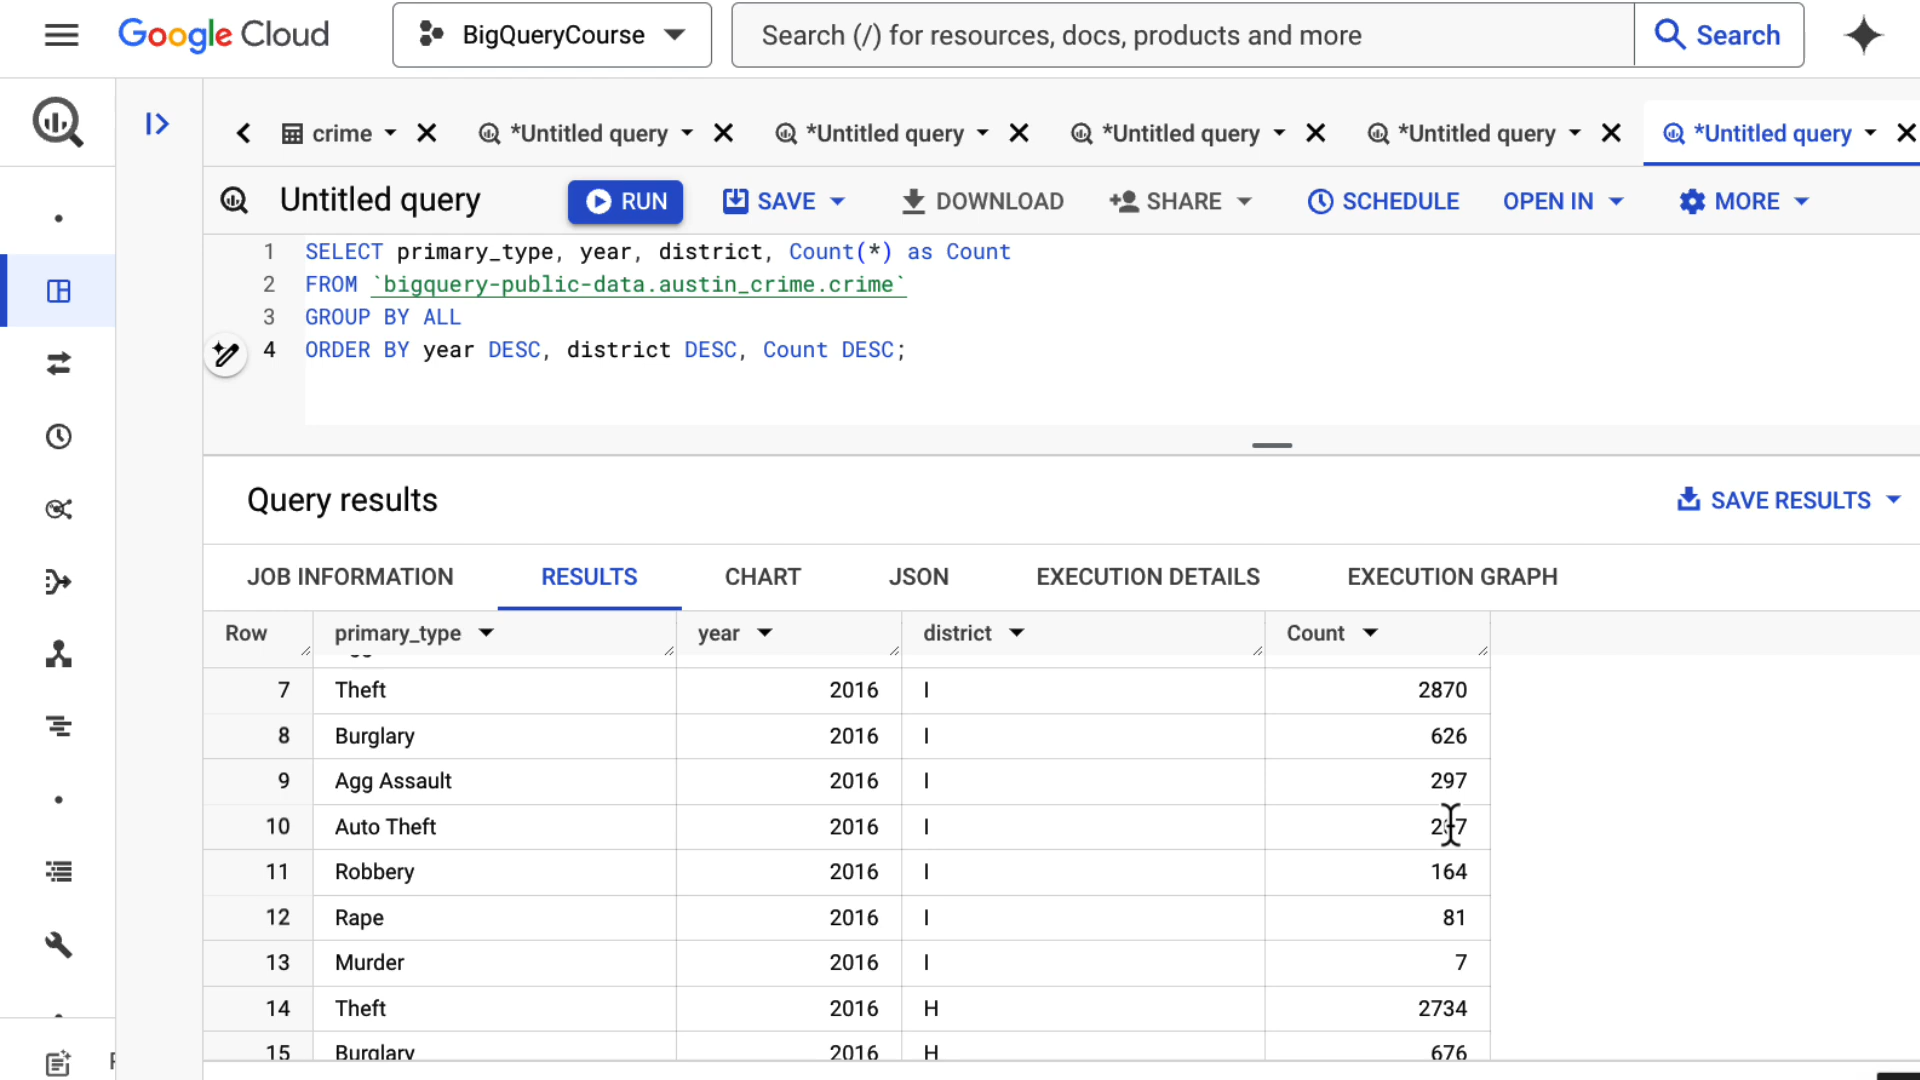 Google Cloud BigQueryCourse Search (/) for resources, docs, products and more Search
crime *Untitled query *Untitled query *Untitled query *Untitled query *Untitled query
Untitled query RUN SAVE DOWNLOAD SHARE SCHEDULE OPEN IN MORE
1 SELECT primary_type, year, district, Count(*) as Count
2 FROM `bigquery-public-data.austin_crime.crime`
3 GROUP BY ALL
4 ORDER BY year DESC, district DESC, Count DESC;
Query results SAVE RESULTS
JOB INFORMATION RESULTS CHART JSON EXECUTION DETAILS EXECUTION GRAPH
Row primary_type year district Count
7 Theft 2016 I 2870
8 Burglary 2016 I 626
9 Agg Assault 2016 I 297
10 Auto Theft 2016 I
11 Robbery 2016 I 164
12 Rape 2016 I 81
13 Murder 2016 I 7
14 Theft 2016 H 2734
15 Burglary 2016 H 676